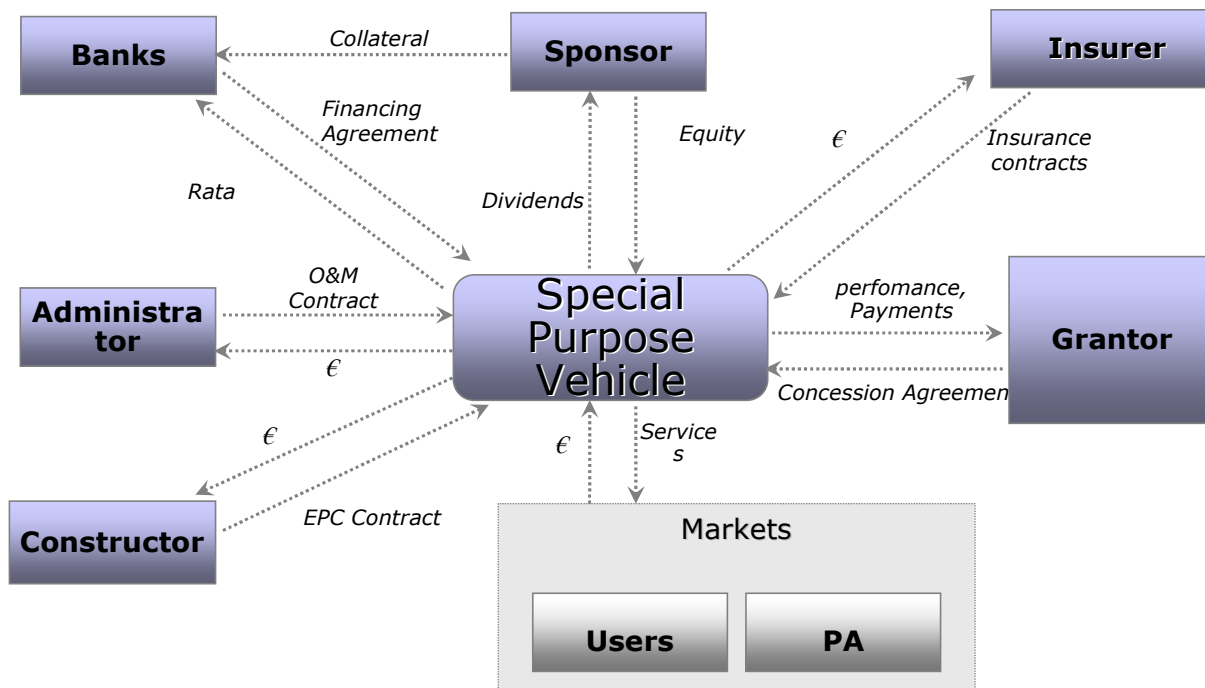 Banks
Collateral
Sponsor
Insurer
Financing
Agreement
Equity
€
Insurance
contracts
Rata
Dividends
O&M
Contract
Administra
tor
€
Special
Purpose
Vehicle
perfomance,
Payments
Grantor
Concession Agreemen
€
EPC Contract
Constructor
€
Service
s
Markets
Users
PA